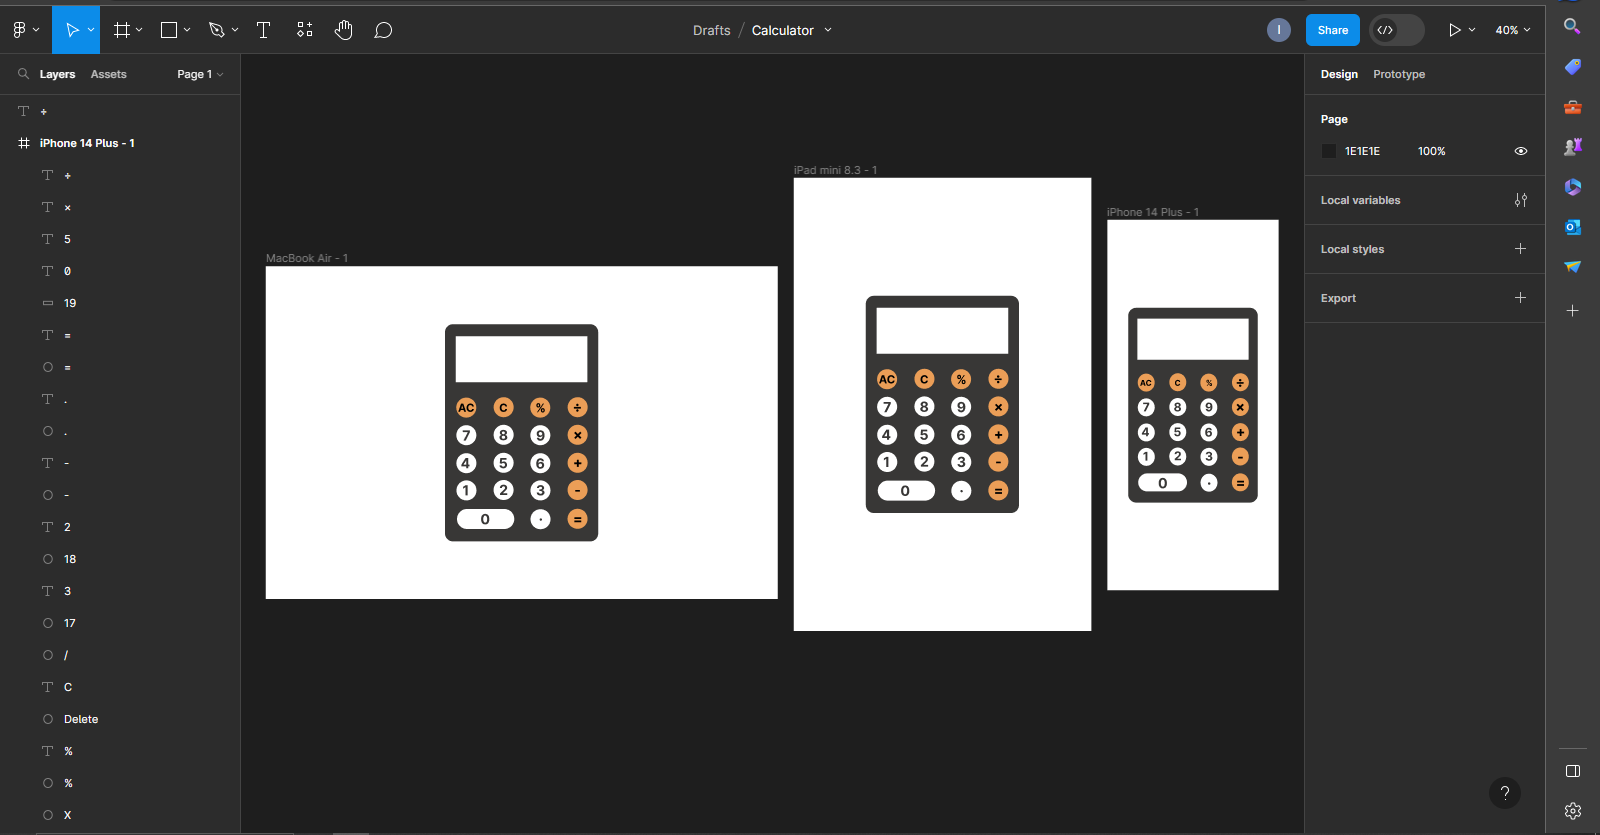 Drafts / Calculator
I
Share
40%
Layers Assets Page 1
÷
iPhone 14 Plus - 1
÷
×
5
0
19
=
=
.
.
-
-
2
18
3
17
/
C
Delete
%
%
X
MacBook Air - 1
AC C % ÷
7 8 9 ×
4 5 6 +
1 2 3 -
0 . =
iPad mini 8.3 - 1
AC C % ÷
7 8 9 ×
4 5 6 +
1 2 3 -
0 . =
iPhone 14 Plus - 1
AC C % ÷
7 8 9 ×
4 5 6 +
1 2 3 -
0 . =
Design Prototype
Page
1E1E1E 100%
Local variables
Local styles
Export
?